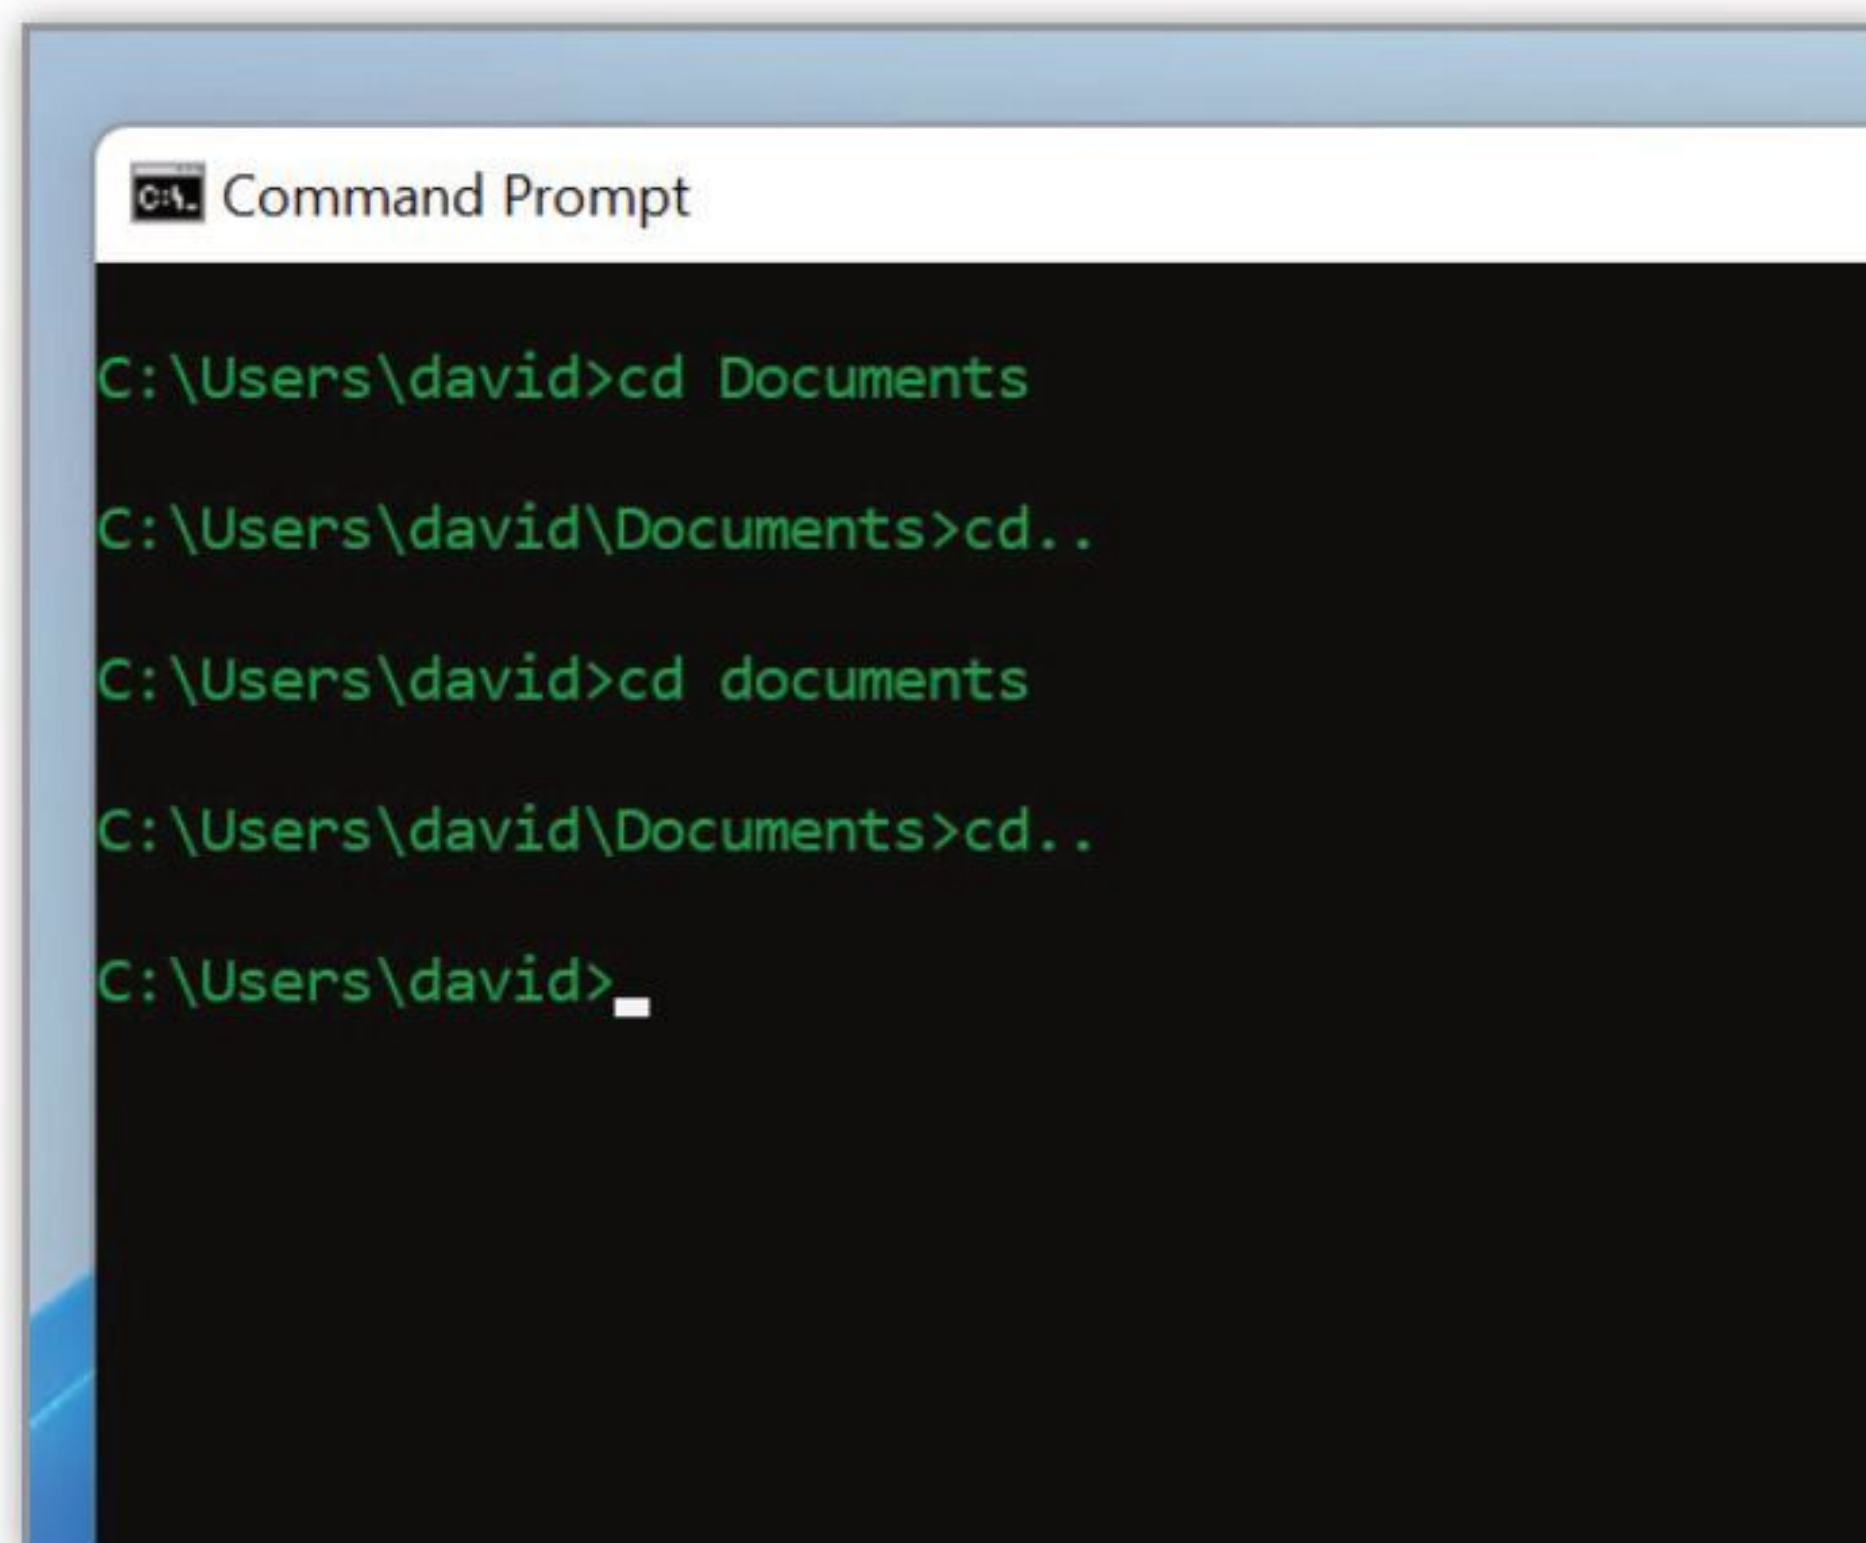 C:\_ Command Prompt
C:\Users\david>cd Documents
C:\Users\david\Documents>cd..
C:\Users\david>cd documents
C:\Users\david\Documents>cd..
C:\Users\david>_